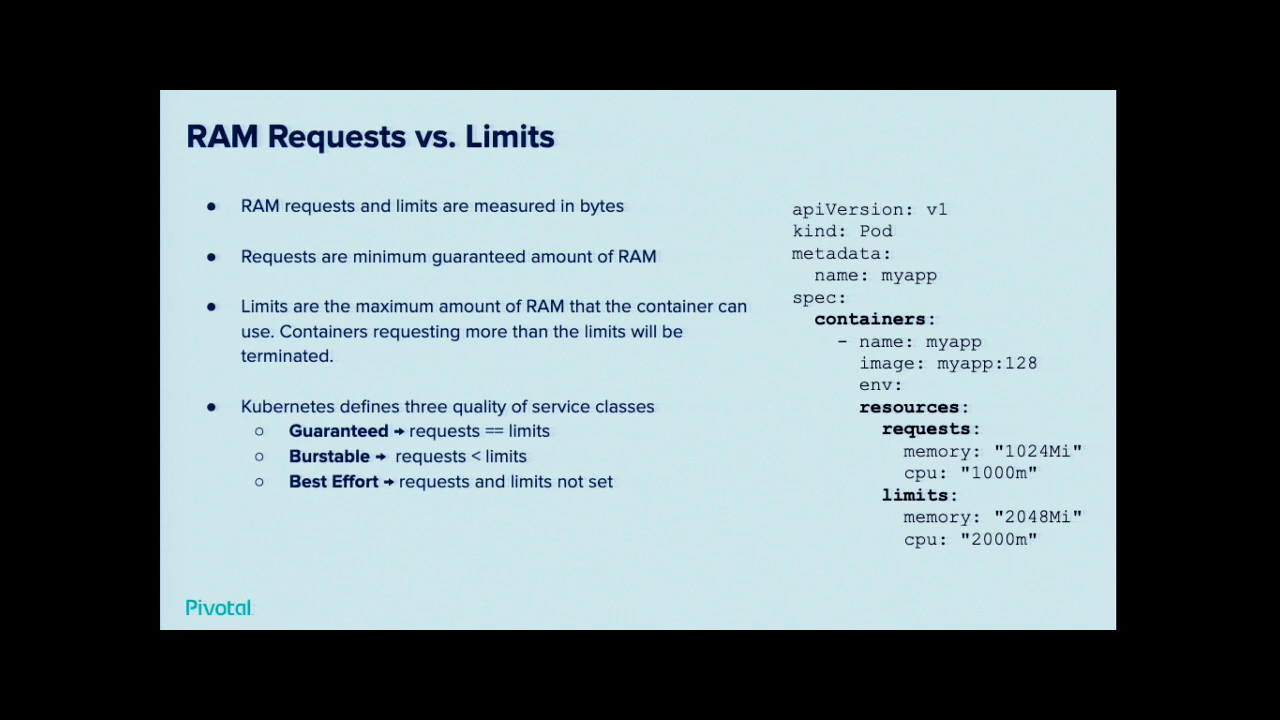 RAM Requests vs. Limits
● RAM requests and limits are measured in bytes
● Requests are minimum guaranteed amount of RAM
● Limits are the maximum amount of RAM that the container can
use. Containers requesting more than the limits will be
terminated.
● Kubernetes defines three quality of service classes
○ Guaranteed → requests == limits
○ Burstable → requests < limits
○ Best Effort → requests and limits not set
apiVersion: v1
kind: Pod
metadata:
  name: myapp
spec:
  containers:
    - name: myapp
      image: myapp:128
      env:
      resources:
        requests:
          memory: "1024Mi"
          cpu: "1000m"
        limits:
          memory: "2048Mi"
          cpu: "2000m"
Pivotal